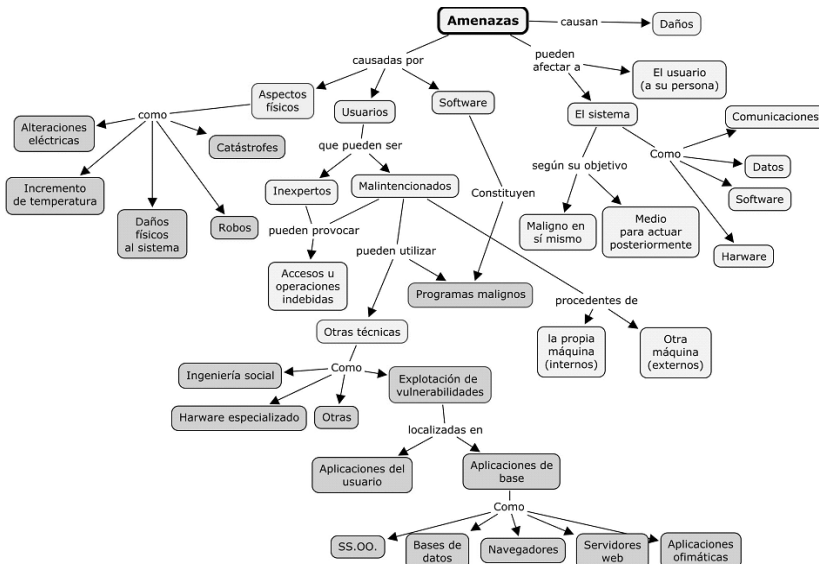 Amenazas
causan
Daños
causadas por
pueden
afectar a
El usuario
(a su persona)
Aspectos
físicos
Usuarios
Software
El sistema
Comunicaciones
como
Alteraciones
eléctricas
Catástrofes
que pueden ser
según su objetivo
Como
Datos
Incremento
de temperatura
Inexpertos
Malintencionados
Constituyen
Software
Daños
físicos
al sistema
Robos
pueden provocar
Maligno en
sí mismo
Medio
para actuar
posteriormente
Harware
pueden utilizar
Accesos u
operaciones
indebidas
Programas malignos
procedentes de
Otras técnicas
la propia
máquina
(internos)
Otra
máquina
(externos)
Como
Ingeniería social
Explotación de
vulnerabilidades
Harware especializado
Otras
localizadas en
Aplicaciones del
usuario
Aplicaciones de
base
Como
SS.OO.
Bases de
datos
Navegadores
Servidores
web
Aplicaciones
ofimáticas